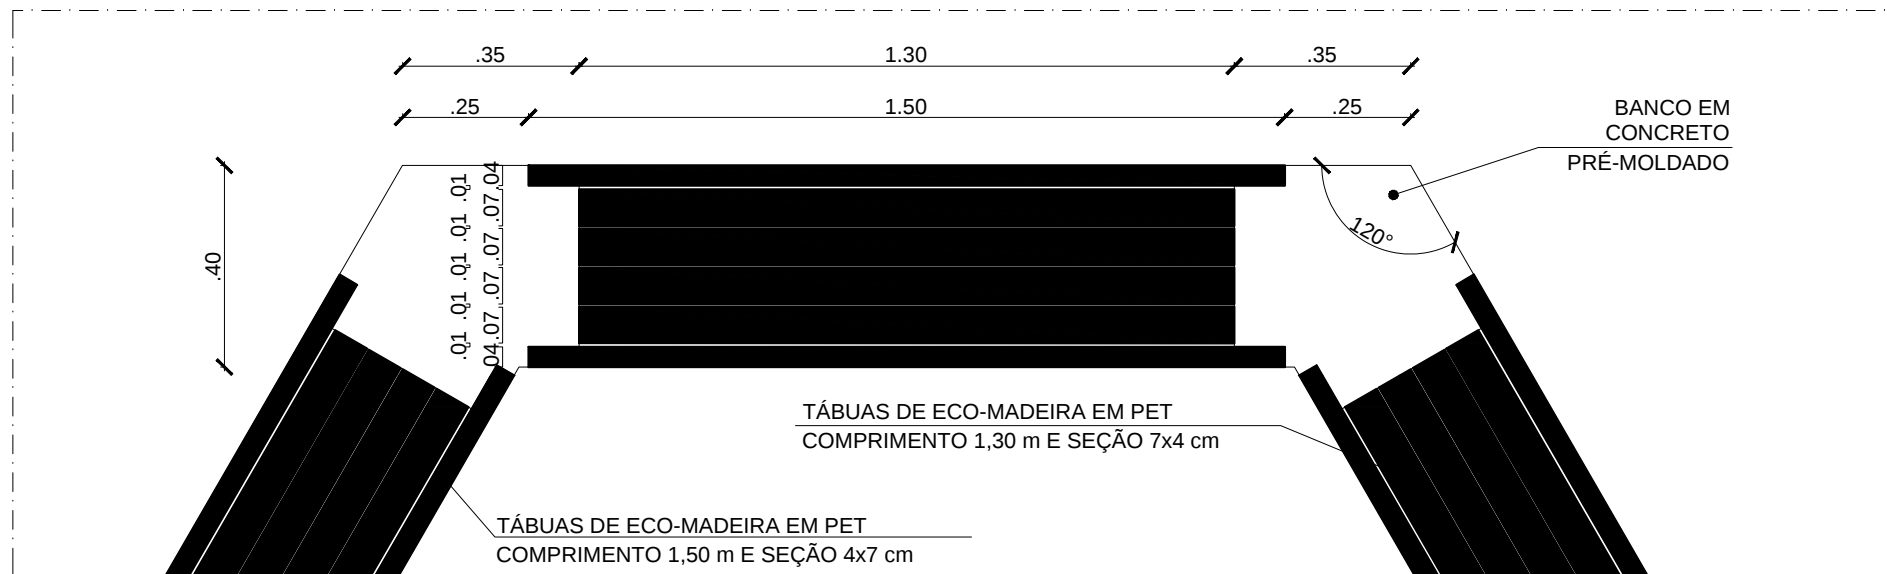 .35 1.30 .35
.25 1.50 .25
BANCO EM
CONCRETO
PRÉ-MOLDADO
120°
.40
.01 .01 .01 .01 .01
.04 .07 .07 .07 .07 .04
TÁBUAS DE ECO-MADEIRA EM PET
COMPRIMENTO 1,30 m E SEÇÃO 7x4 cm
TÁBUAS DE ECO-MADEIRA EM PET
COMPRIMENTO 1,50 m E SEÇÃO 4x7 cm